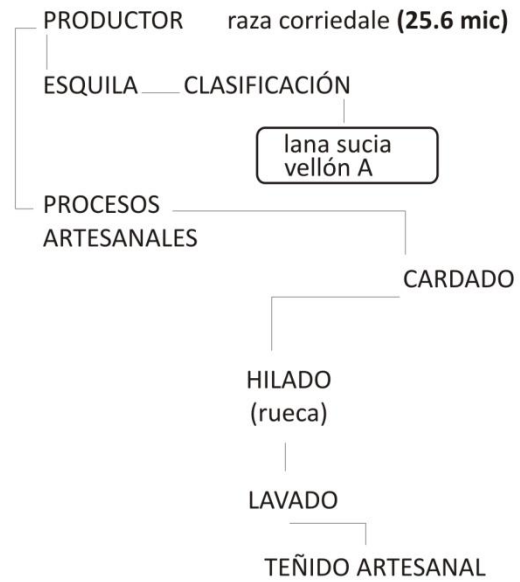 PRODUCTOR raza corriedale (25.6 mic)
ESQUILA CLASIFICACIÓN
lana sucia
vellón A
PROCESOS
ARTESANALES
CARDADO
HILADO
(rueca)
LAVADO
TEÑIDO ARTESANAL